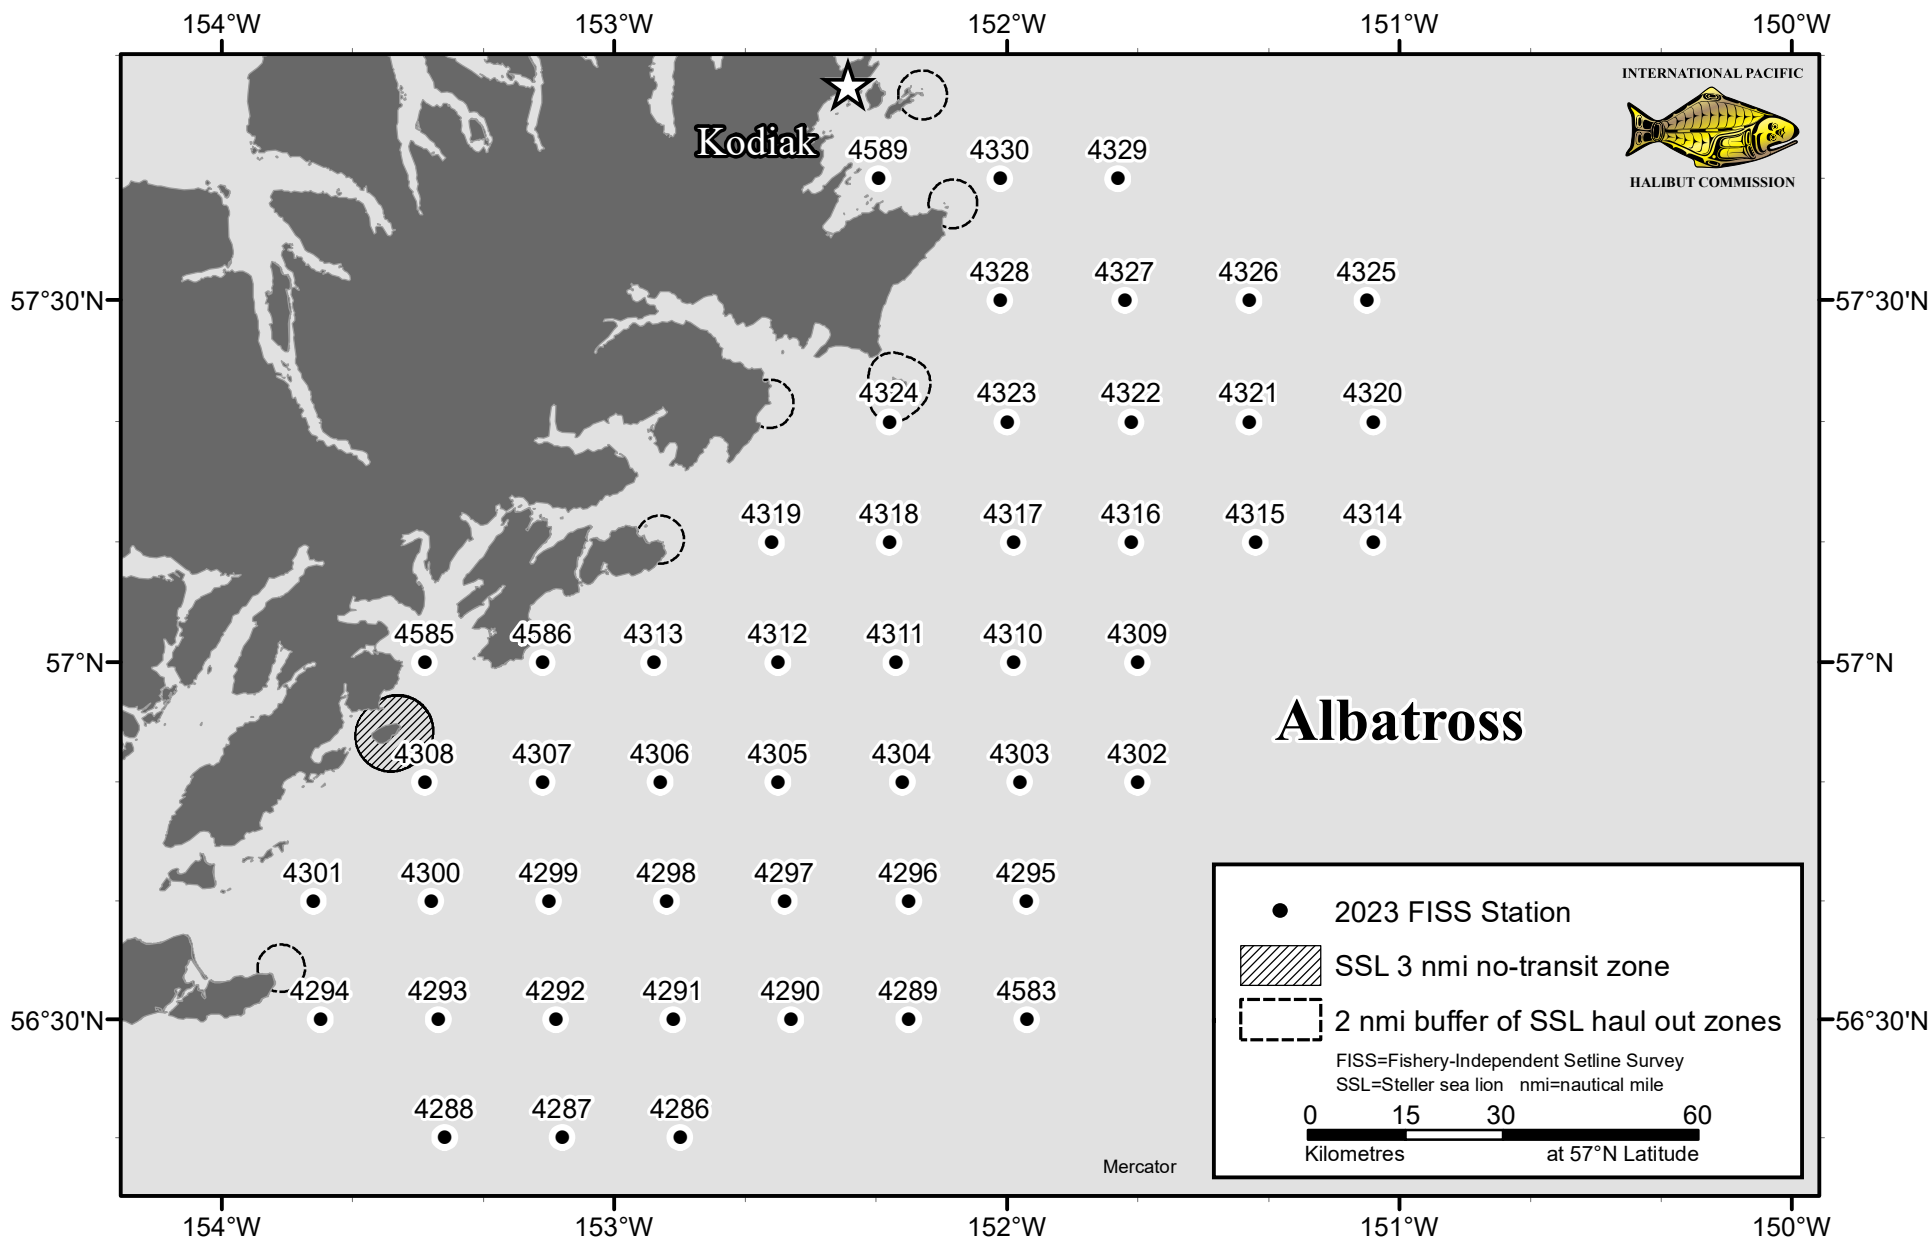 154°W 153°W 152°W 151°W 150°W
INTERNATIONAL PACIFIC
HALIBUT COMMISSION
Kodiak
4589 4330 4329
4328 4327 4326 4325
57°30'N 57°30'N
4324 4323 4322 4321 4320
4319 4318 4317 4316 4315 4314
4585 4586 4313 4312 4311 4310 4309
57°N 57°N
Albatross
4308 4307 4306 4305 4304 4303 4302
4301 4300 4299 4298 4297 4296 4295
4294 4293 4292 4291 4290 4289 4583
56°30'N 56°30'N
4288 4287 4286
2023 FISS Station
SSL 3 nmi no-transit zone
2 nmi buffer of SSL haul out zones
FISS=Fishery-Independent Setline Survey
SSL=Steller sea lion nmi=nautical mile
0 15 30 60
Kilometres at 57°N Latitude
Mercator
154°W 153°W 152°W 151°W 150°W